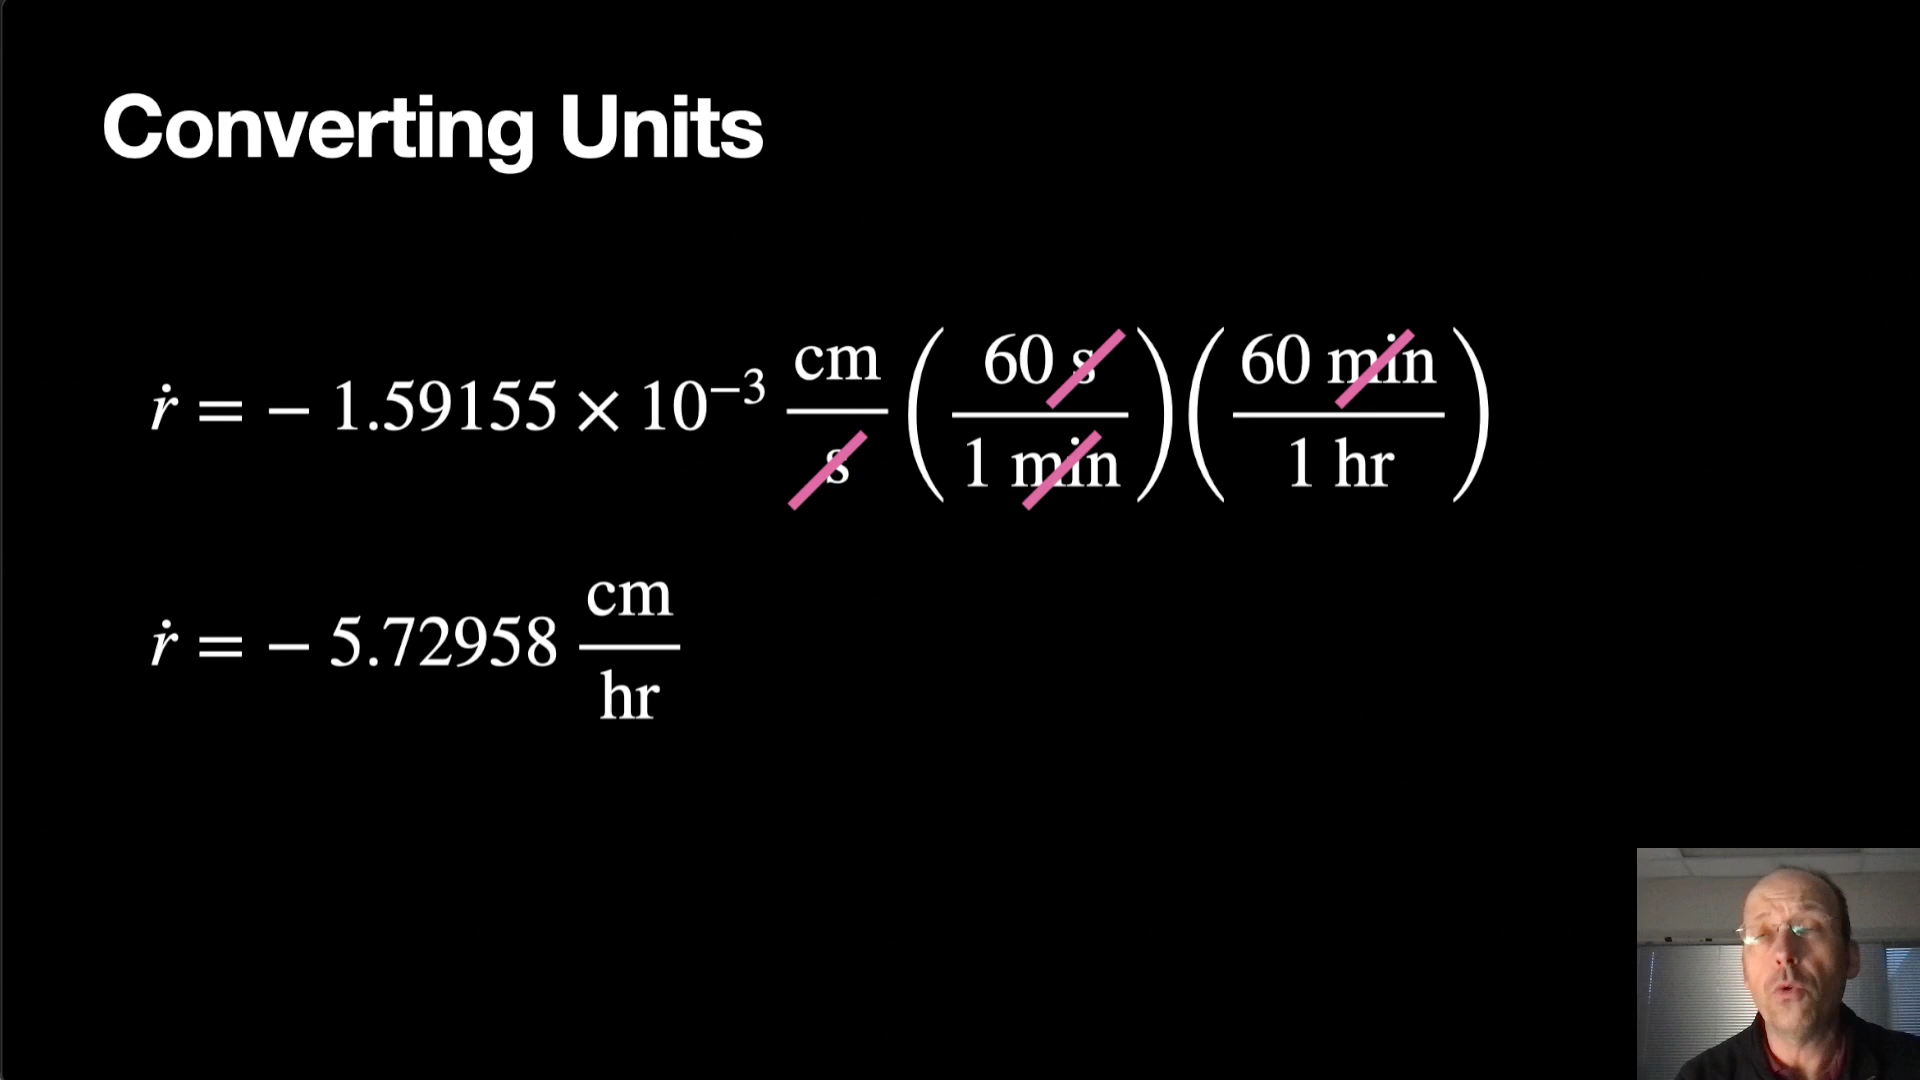 Converting Units
ṙ = − 1.59155 × 10⁻³ cm/s (60 s / 1 min) (60 min / 1 hr)
ṙ = − 5.72958 cm/hr